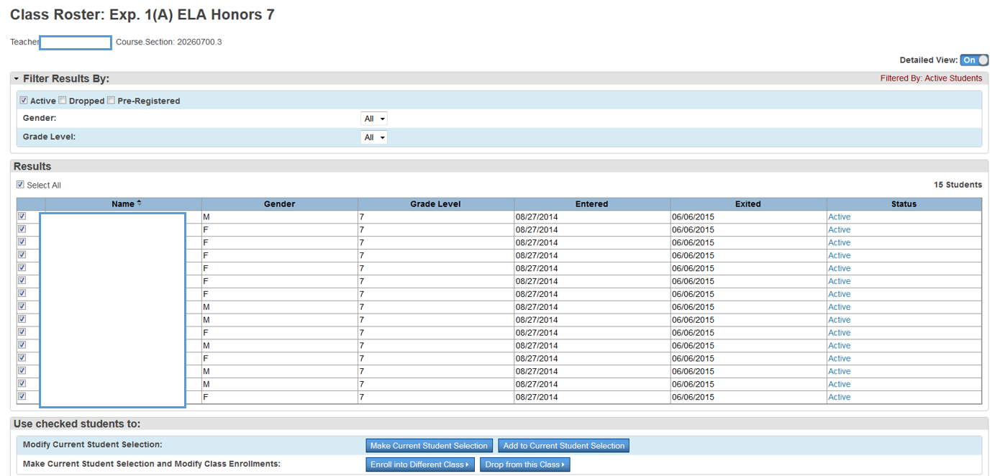 Class Roster: Exp. 1(A) ELA Honors 7
Teacher Course.Section: 20260700.3
Detailed View: On
Filter Results By: Filtered By: Active Students
Active Dropped Pre-Registered
Gender: All
Grade Level: All
Results
Select All 15 Students
Name Gender Grade Level Entered Exited Status
M 7 08/27/2014 06/06/2015 Active
F 7 08/27/2014 06/06/2015 Active
F 7 08/27/2014 06/06/2015 Active
F 7 08/27/2014 06/06/2015 Active
F 7 08/27/2014 06/06/2015 Active
F 7 08/27/2014 06/06/2015 Active
F 7 08/27/2014 06/06/2015 Active
M 7 08/27/2014 06/06/2015 Active
M 7 08/27/2014 06/06/2015 Active
F 7 08/27/2014 06/06/2015 Active
M 7 08/27/2014 06/06/2015 Active
F 7 08/27/2014 06/06/2015 Active
M 7 08/27/2014 06/06/2015 Active
M 7 08/27/2014 06/06/2015 Active
F 7 08/27/2014 06/06/2015 Active
Use checked students to:
Modify Current Student Selection: Make Current Student Selection Add to Current Student Selection
Make Current Student Selection and Modify Class Enrollments: Enroll into Different Class Drop from this Class